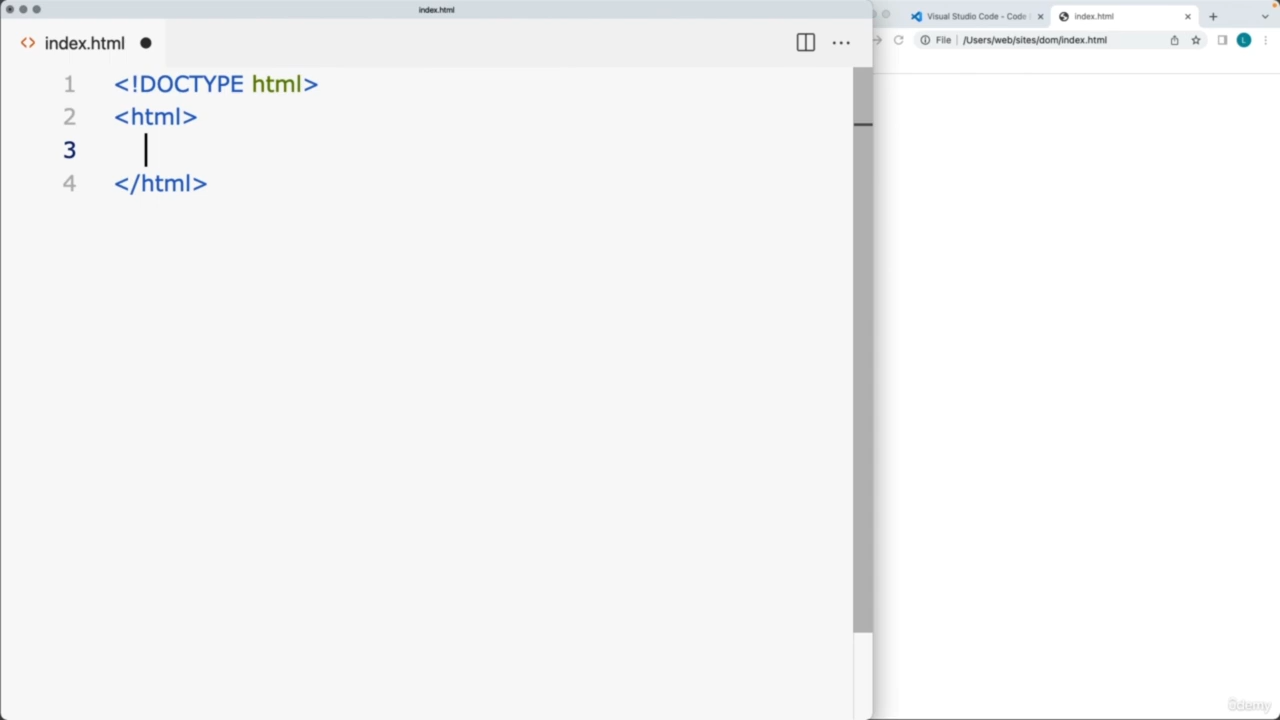 index.html
index.html
1 <!DOCTYPE html>
2 <html>
3
4 </html>
Visual Studio Code - Code
index.html
File
/Users/web/sites/dom/index.html
L
ûdemy